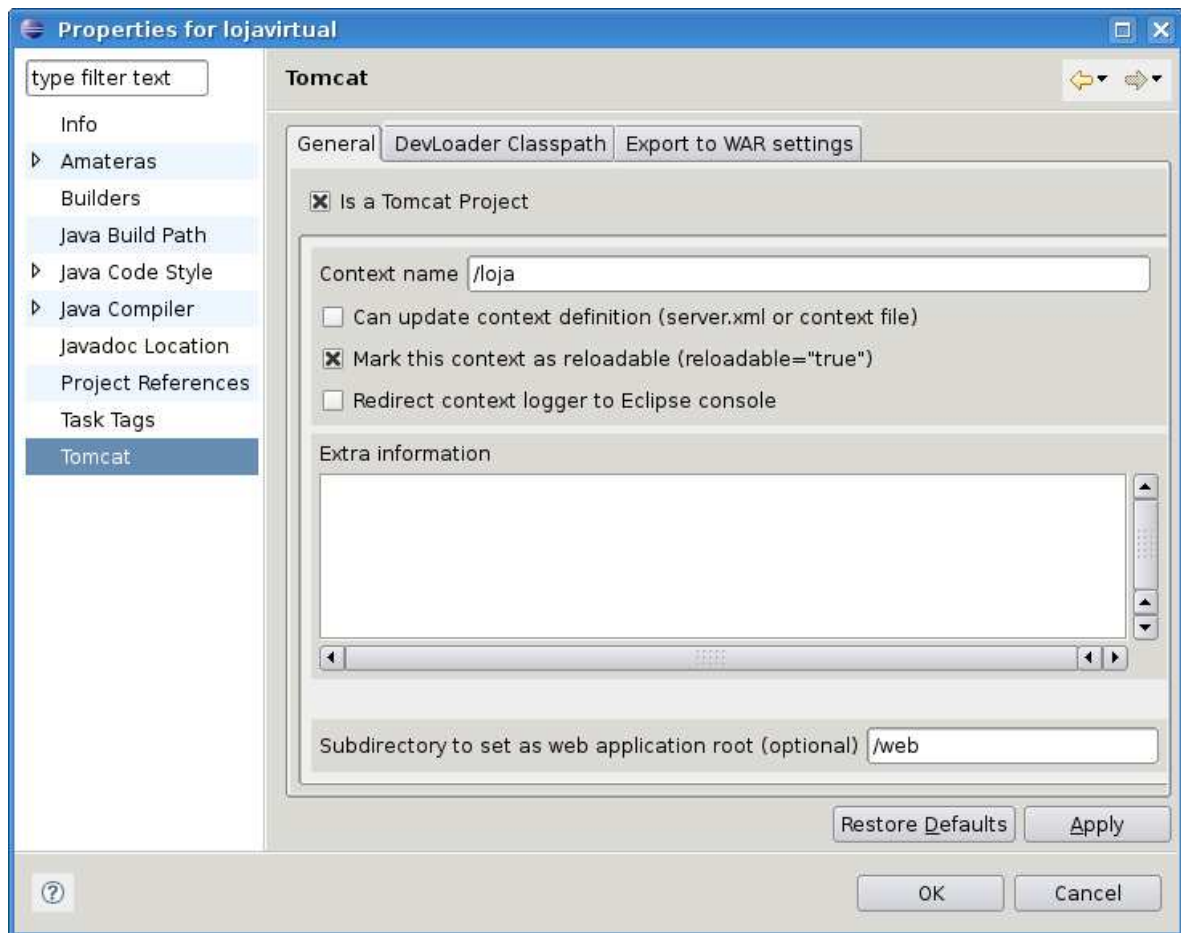 Properties for lojavirtual
type filter text
Info
Amateras
Builders
Java Build Path
Java Code Style
Java Compiler
Javadoc Location
Project References
Task Tags
Tomcat
Tomcat
General
DevLoader Classpath
Export to WAR settings
Is a Tomcat Project
Context name /loja
Can update context definition (server.xml or context file)
Mark this context as reloadable (reloadable="true")
Redirect context logger to Eclipse console
Extra information
Subdirectory to set as web application root (optional) /web
Restore Defaults
Apply
?
OK
Cancel